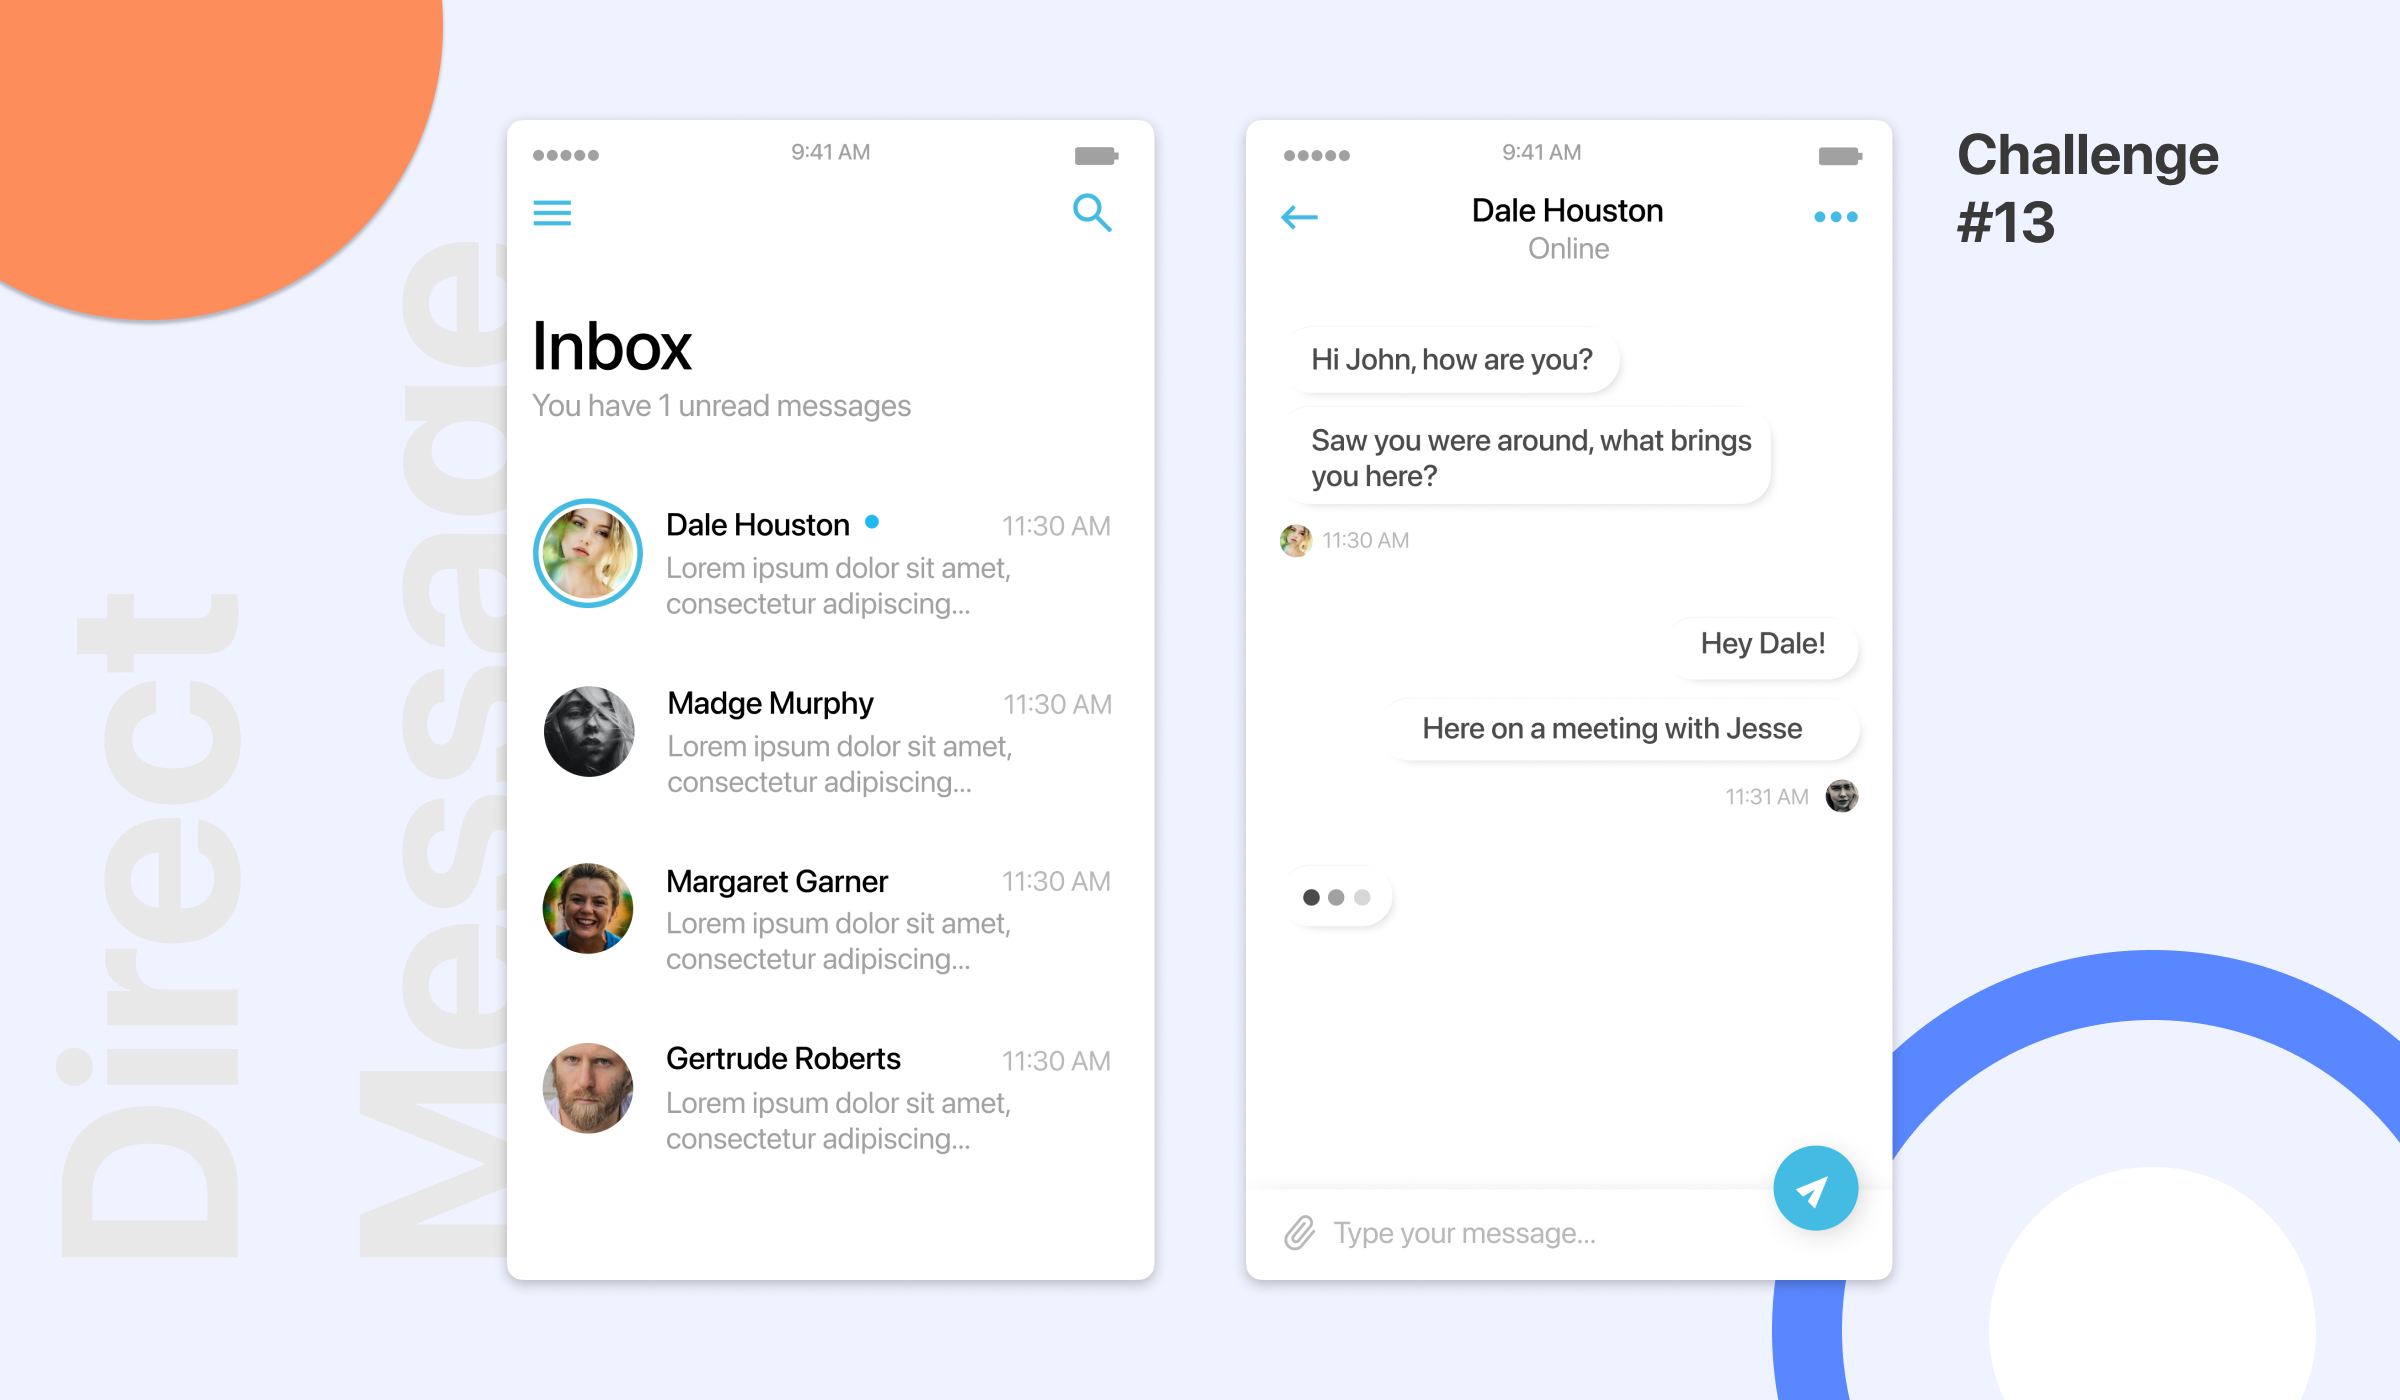 Direct
Message
9:41 AM
Inbox
You have 1 unread messages
Dale Houston
11:30 AM
Lorem ipsum dolor sit amet,
consectetur adipiscing...
Madge Murphy
11:30 AM
Lorem ipsum dolor sit amet,
consectetur adipiscing...
Margaret Garner
11:30 AM
Lorem ipsum dolor sit amet,
consectetur adipiscing...
Gertrude Roberts
11:30 AM
Lorem ipsum dolor sit amet,
consectetur adipiscing...
9:41 AM
Dale Houston
Online
Hi John, how are you?
Saw you were around, what brings
you here?
11:30 AM
Hey Dale!
Here on a meeting with Jesse
11:31 AM
Type your message...
Challenge
#13